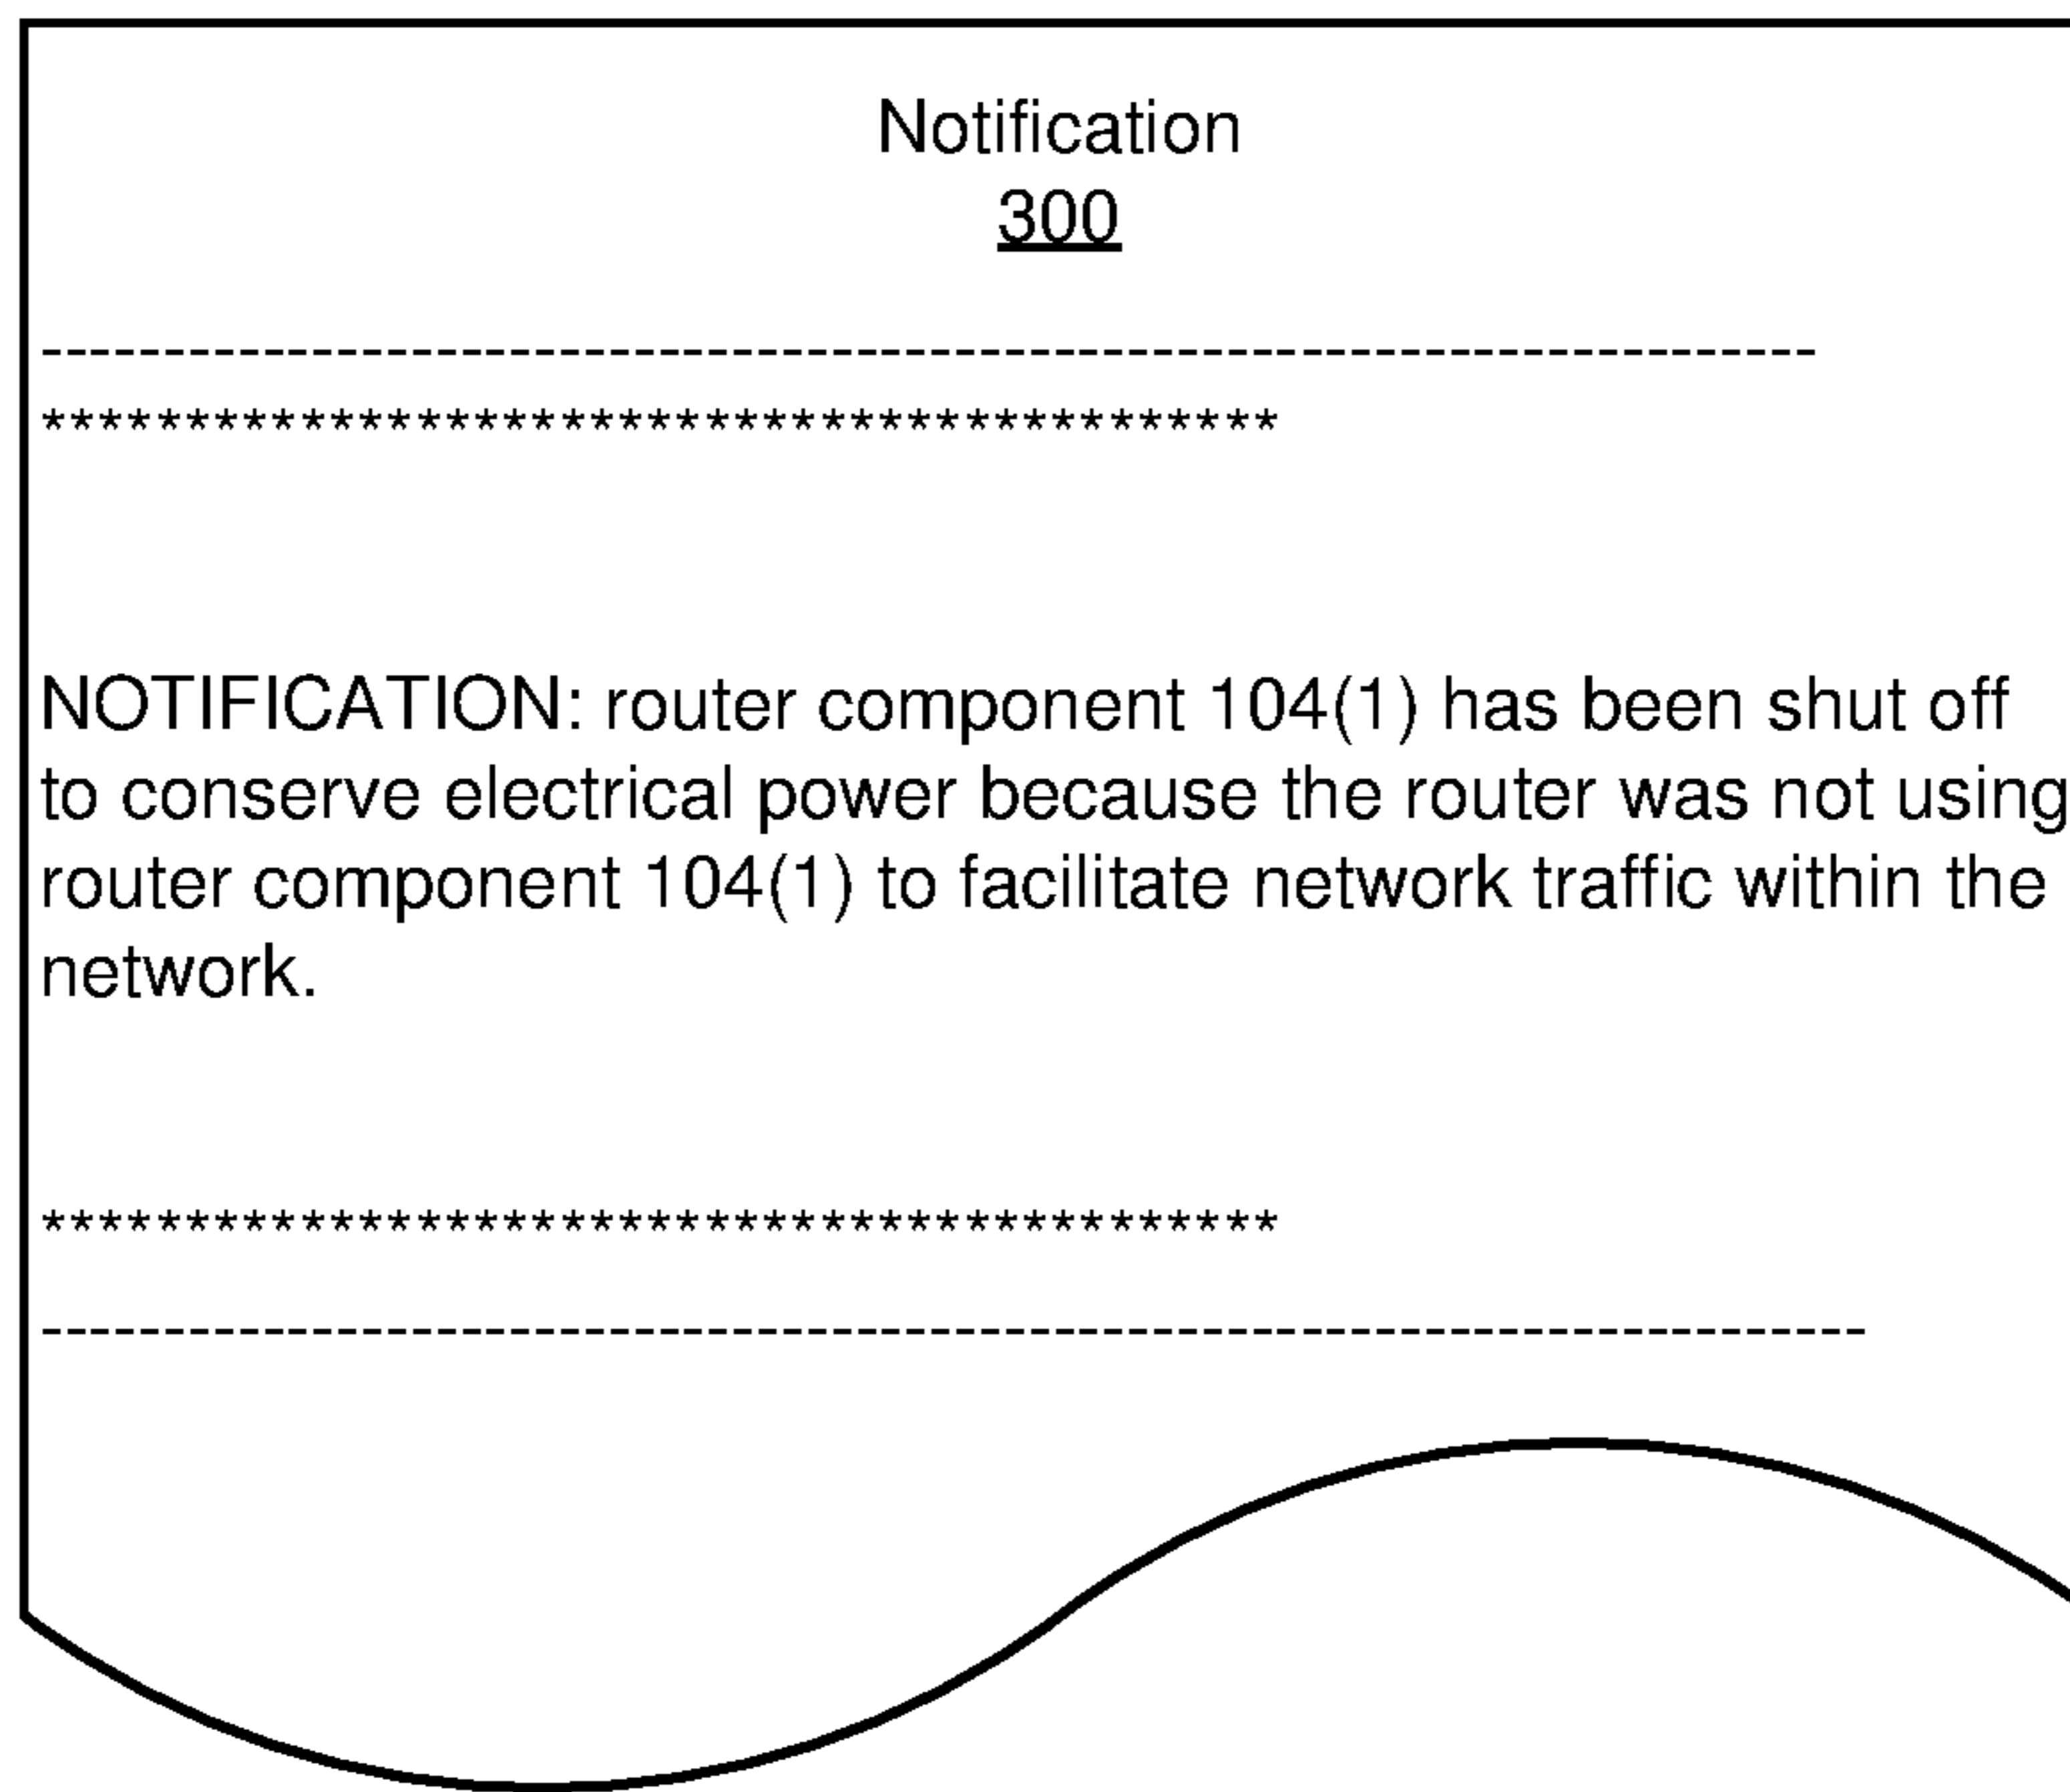 Notification
300
------------------------------------------------------------------------
*******************************************
NOTIFICATION: router component 104(1) has been shut off
to conserve electrical power because the router was not using
router component 104(1) to facilitate network traffic within the
network.
*******************************************
--------------------------------------------------------------------------